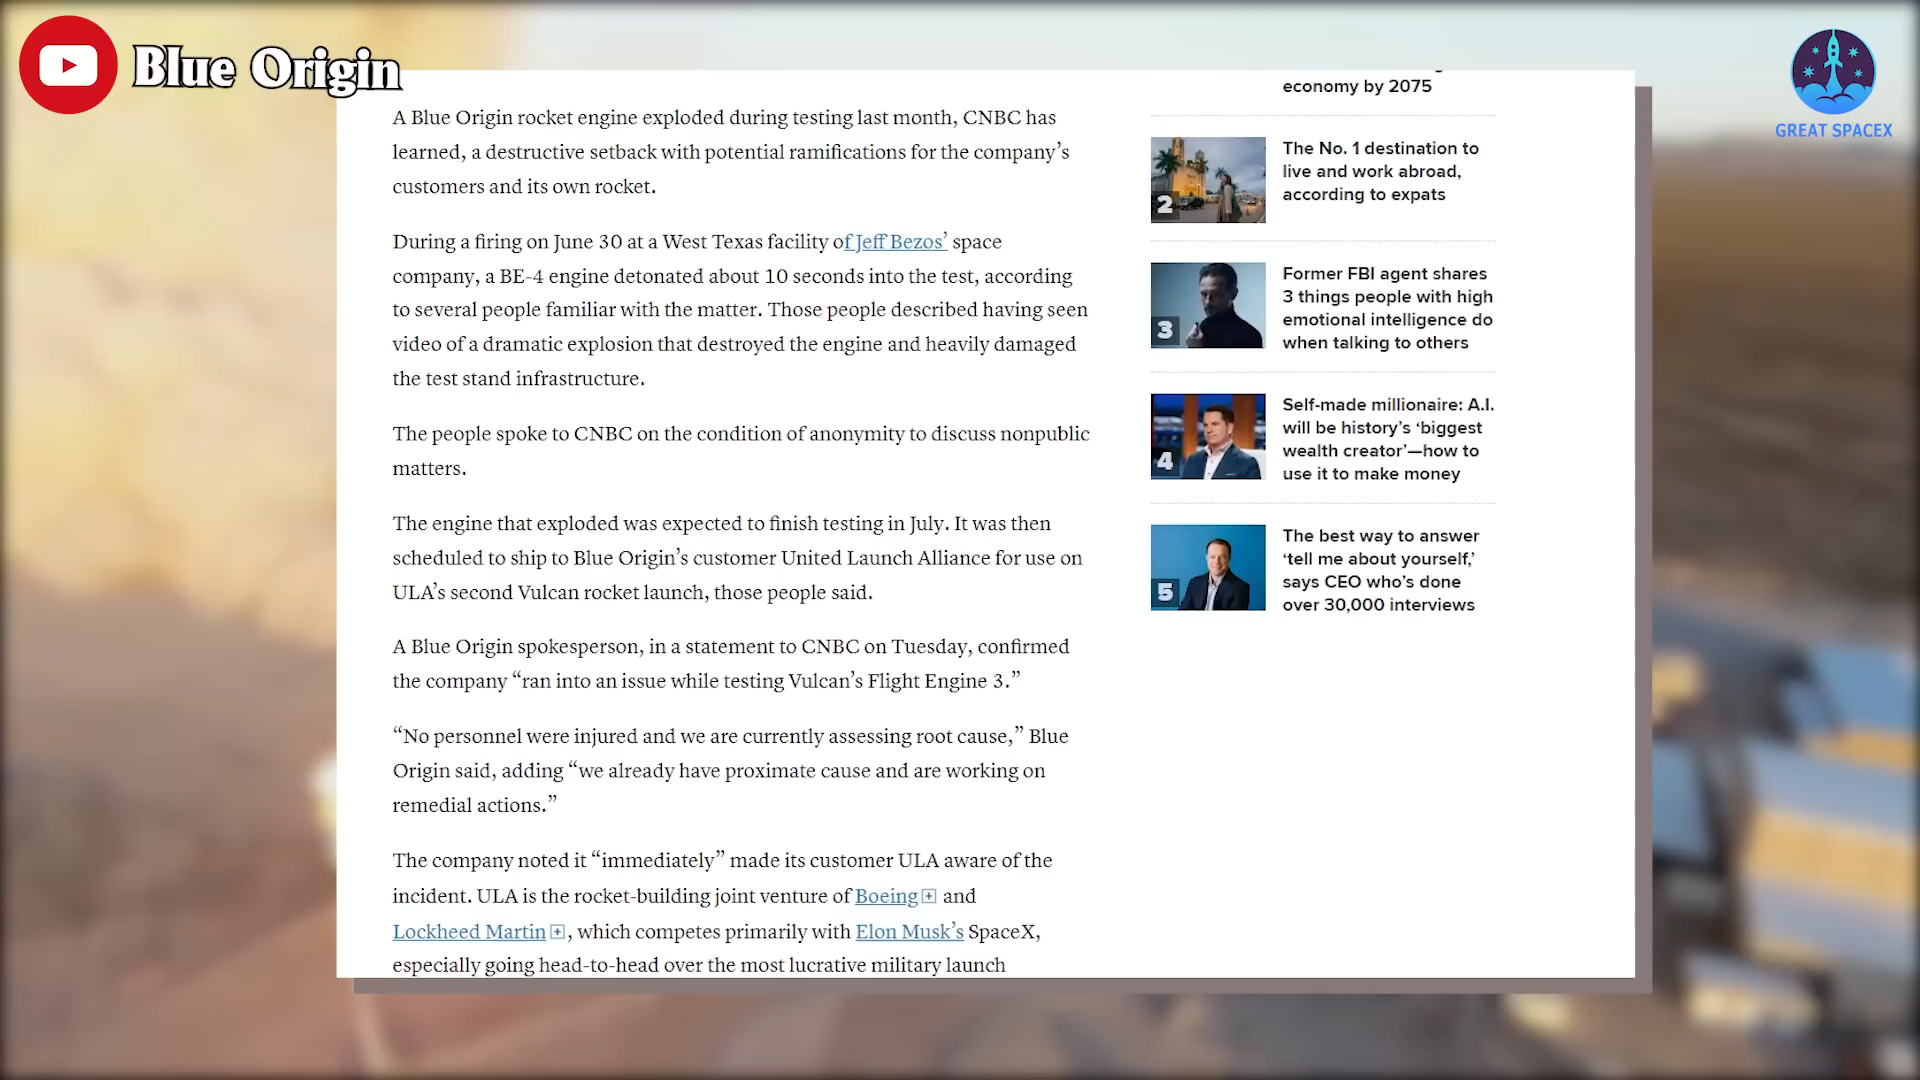 Blue Origin
GREAT SPACEX
A Blue Origin rocket engine exploded during testing last month, CNBC has
learned, a destructive setback with potential ramifications for the company’s
customers and its own rocket.
During a firing on June 30 at a West Texas facility of Jeff Bezos’ space
company, a BE-4 engine detonated about 10 seconds into the test, according
to several people familiar with the matter. Those people described having seen
video of a dramatic explosion that destroyed the engine and heavily damaged
the test stand infrastructure.
The people spoke to CNBC on the condition of anonymity to discuss nonpublic
matters.
The engine that exploded was expected to finish testing in July. It was then
scheduled to ship to Blue Origin’s customer United Launch Alliance for use on
ULA’s second Vulcan rocket launch, those people said.
A Blue Origin spokesperson, in a statement to CNBC on Tuesday, confirmed
the company “ran into an issue while testing Vulcan’s Flight Engine 3.”
“No personnel were injured and we are currently assessing root cause,” Blue
Origin said, adding “we already have proximate cause and are working on
remedial actions.”
The company noted it “immediately” made its customer ULA aware of the
incident. ULA is the rocket-building joint venture of Boeing and
Lockheed Martin, which competes primarily with Elon Musk’s SpaceX,
especially going head-to-head over the most lucrative military launch
economy by 2075
2
The No. 1 destination to
live and work abroad,
according to expats
3
Former FBI agent shares
3 things people with high
emotional intelligence do
when talking to others
4
Self-made millionaire: A.I.
will be history’s ‘biggest
wealth creator’—how to
use it to make money
5
The best way to answer
‘tell me about yourself,’
says CEO who’s done
over 30,000 interviews